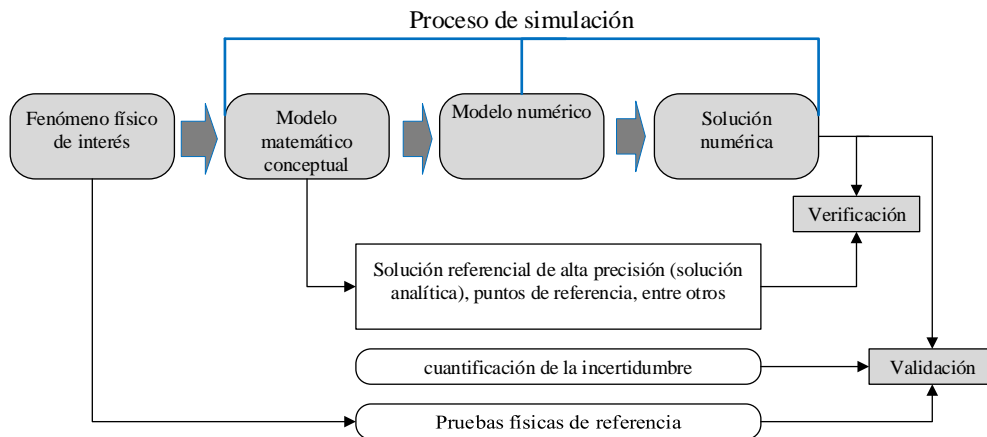 Proceso de simulación
Fenómeno físico
de interés
Modelo
matemático
conceptual
Modelo numérico
Solución
numérica
Verificación
Solución referencial de alta precisión (solución
analítica), puntos de referencia, entre otros
cuantificación de la incertidumbre
Validación
Pruebas físicas de referencia